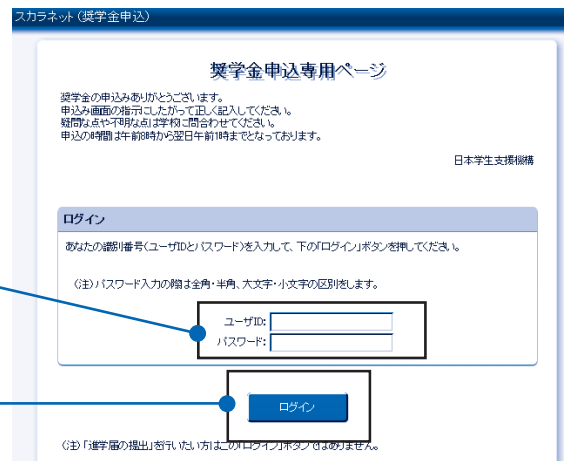 スカラネット(奨学金申込)
奨学金申込専用ページ
奨学金の申込みありがとうございます。
申込み画面の指示にしたがって正しく記入してください。
疑問な点や不明な点は学校に問合わせてください。
申込の時間は午前8時から翌日午前1時までとなっております。
日本学生支援機構
ログイン
あなたの識別番号(ユーザIDとパスワード)を入力して、下の「ログイン」ボタンを押してください。
(注)パスワード入力の際は全角・半角、大文字・小文字の区別をします。
ユーザID:
パスワード:
ログイン
(注)「進学届の提出」を行いたい方はこの「ログイン」ボタンではありません。